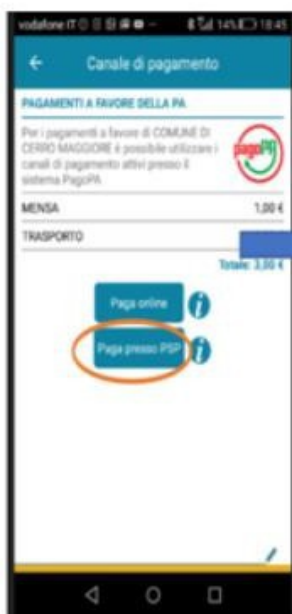 vodafone IT 14% 18:45
Canale di pagamento
PAGAMENTI A FAVORE DELLA PA
Per i pagamenti a favore di COMUNE DI
CERRO MAGGIORE è possibile utilizzare i
canali di pagamento attivi presso il
sistema PagoPA
pagoPA
MENSA 1,00 €
TRASPORTO
Totale: 3,00 €
Paga online i
Paga presso PSP i